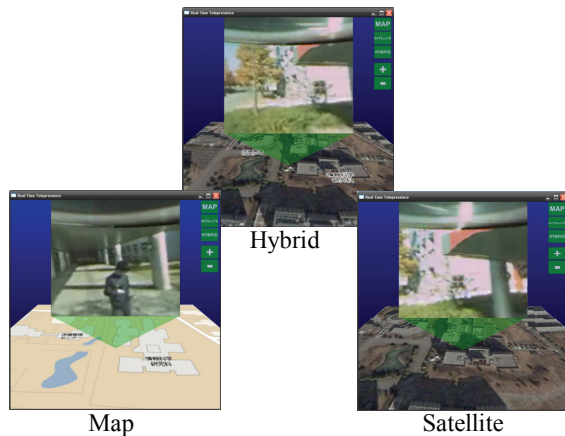 Real-Time Telepresence
MAP
SATELLITE
HYBRID
+
-
Hybrid
Real-Time Telepresence
MAP
SATELLITE
HYBRID
+
-
Map
Real-Time Telepresence
MAP
SATELLITE
HYBRID
+
-
Satellite